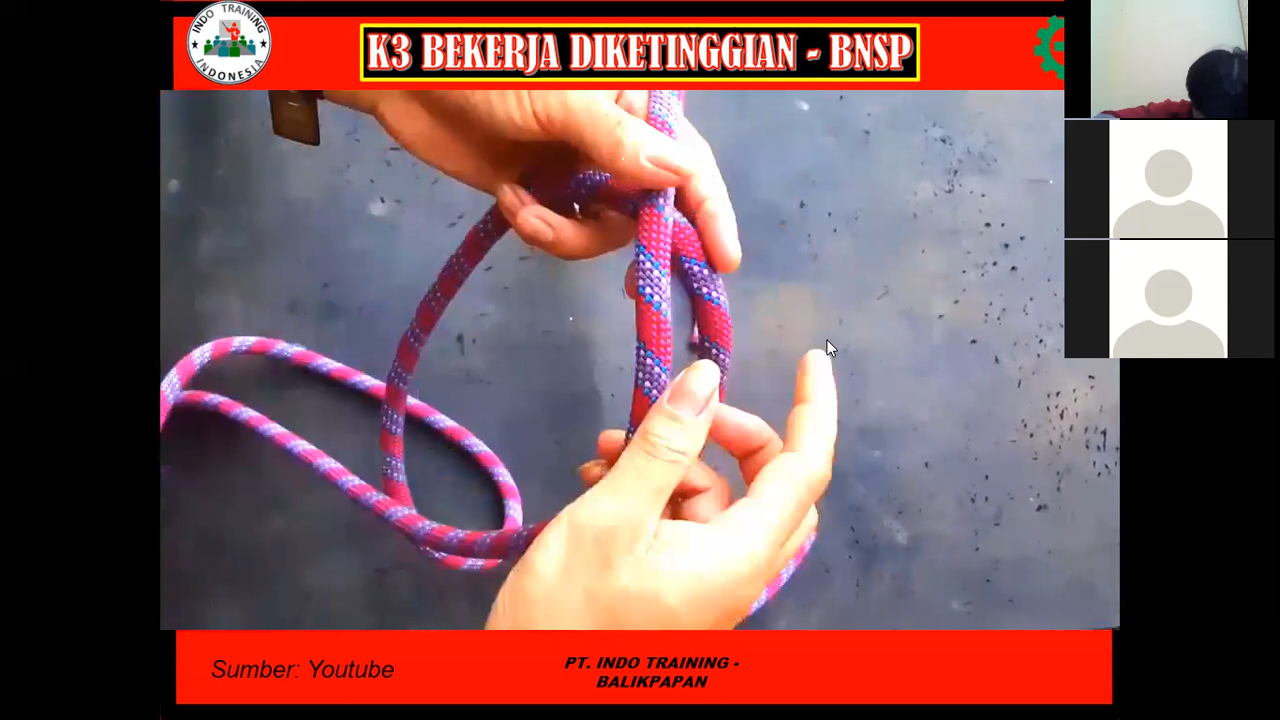 INDO TRAINING
INDONESIA
K3 BEKERJA DIKETINGGIAN - BNSP
Sumber: Youtube
PT. INDO TRAINING -
BALIKPAPAN